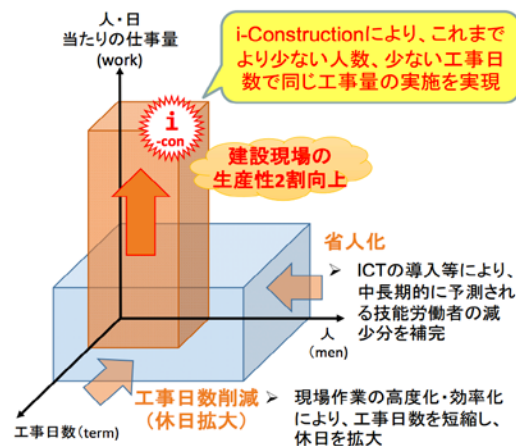 人・日
当たりの仕事量
(work)
i-Constructionにより、これまで
より少ない人数、少ない工事日
数で同じ工事量の実施を実現
i
-con
建設現場の
生産性2割向上
省人化
➢ ICTの導入等により、
中長期的に予測され
る技能労働者の減
少分を補完
人
(men)
工事日数削減
(休日拡大)
➢ 現場作業の高度化・効率化
により、工事日数を短縮し、
休日を拡大
工事日数(term)